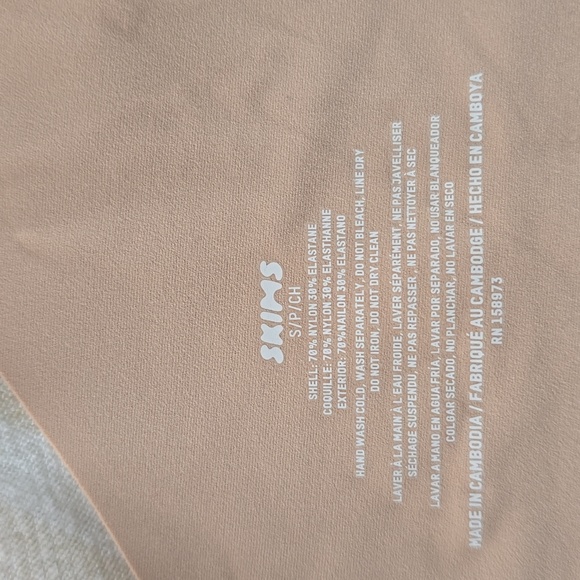 SKIMS
S/P/CH
SHELL: 70% NYLON 30% ELASTANE
COQUILLE: 70% NYLON 30% ELASTHANNE
EXTERIOR: 70%NAILON 30% ELASTANO
HAND WASH COLD, WASH SEPARATELY, DO NOT BLEACH, LINE DRY
DO NOT IRON, DO NOT DRY CLEAN
LAVER À LA MAIN À L'EAU FROIDE, LAVER SÉPARÉMENT, NE PAS JAVELLISER
SÉCHAGE SUSPENDU, NE PAS REPASSER, NE PAS NETTOYER À SEC
LAVAR A MANO EN AGUA FRÍA, LAVAR POR SEPARADO, NO USAR BLANQUEADOR
COLGAR SECADO, NO PLANCHAR, NO LAVAR EN SECO
MADE IN CAMBODIA / FABRIQUÉ AU CAMBODGE / HECHO EN CAMBOYA
RN 158973